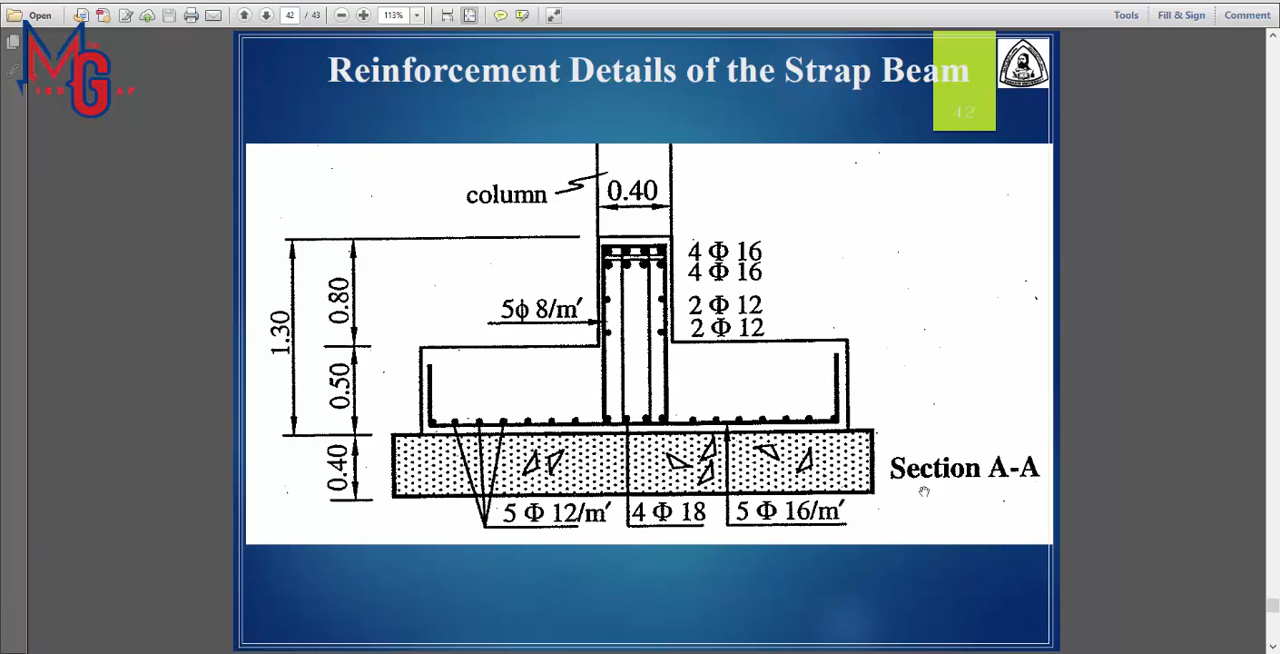 Open
42
/ 43
113%
Tools
Fill & Sign
Comment
MG
Reinforcement Details of the Strap Beam
42
column
0.40
4 Φ 16
4 Φ 16
5ϕ 8/m′
2 Φ 12
2 Φ 12
1.30
0.80
0.50
0.40
Section A-A
5 Φ 12/m′
4 Φ 18
5 Φ 16/m′